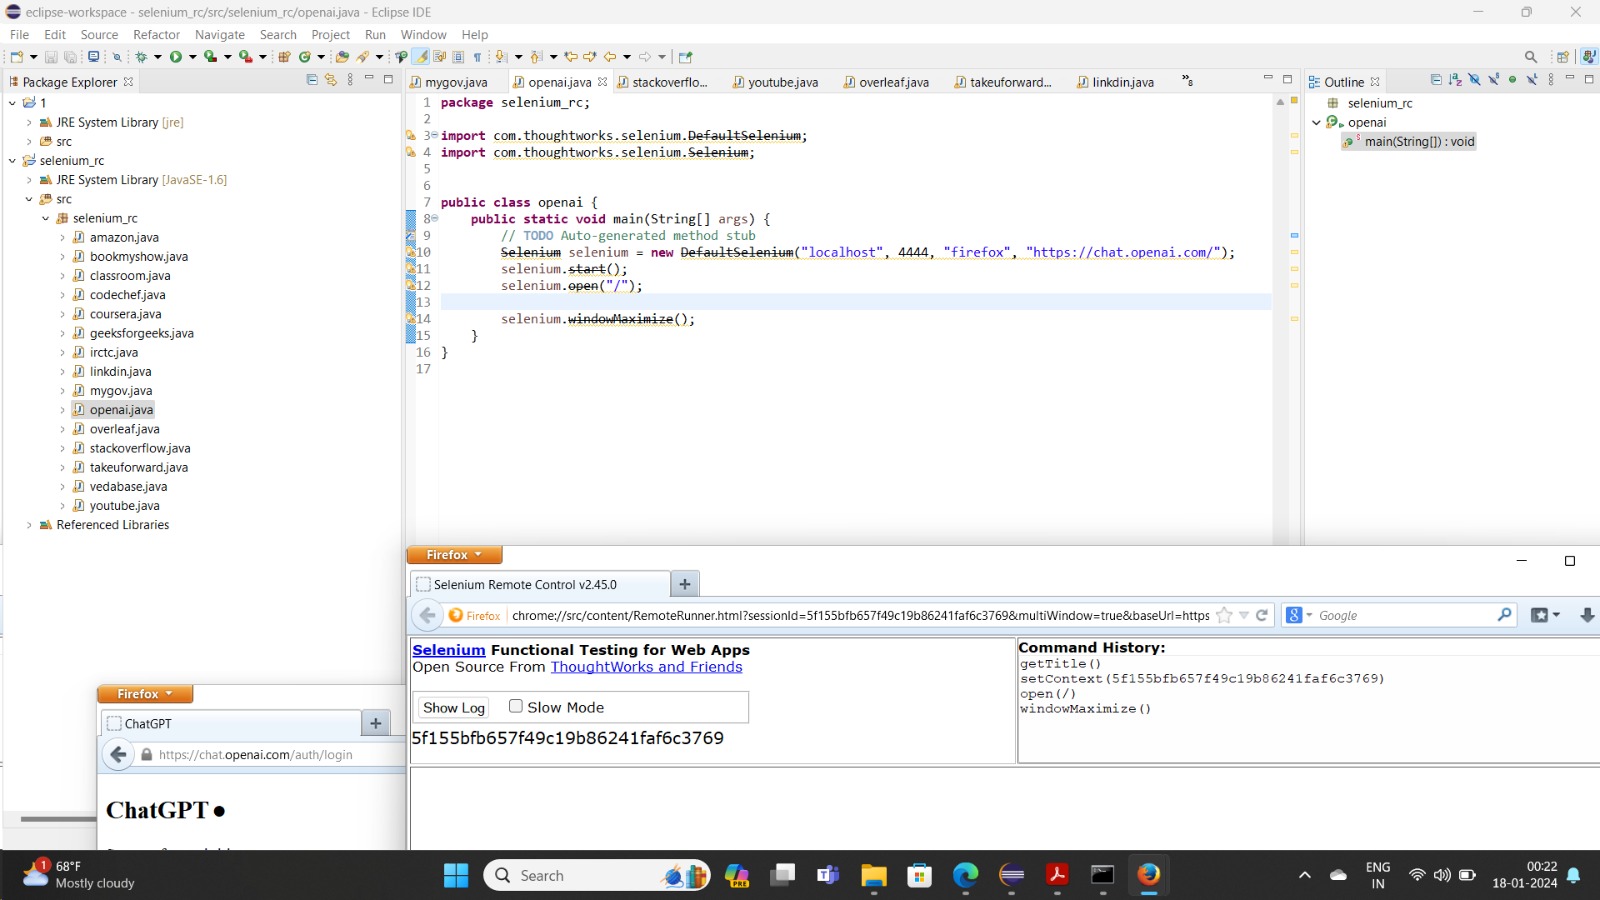 eclipse-workspace - selenium_rc/src/selenium_rc/openai.java - Eclipse IDE
File Edit Source Refactor Navigate Search Project Run Window Help
Package Explorer
1
JRE System Library [jre]
src
selenium_rc
JRE System Library [JavaSE-1.6]
src
selenium_rc
amazon.java
bookmyshow.java
classroom.java
codechef.java
coursera.java
geeksforgeeks.java
irctc.java
linkdin.java
mygov.java
openai.java
overleaf.java
stackoverflow.java
takeuforward.java
vedabase.java
youtube.java
Referenced Libraries
mygov.java openai.java stackoverflo... youtube.java overleaf.java takeuforward... linkdin.java »8
1 package selenium_rc;
2
3 import com.thoughtworks.selenium.DefaultSelenium;
4 import com.thoughtworks.selenium.Selenium;
5
6
7 public class openai {
8 public static void main(String[] args) {
9 // TODO Auto-generated method stub
10 Selenium selenium = new DefaultSelenium("localhost", 4444, "firefox", "https://chat.openai.com/");
11 selenium.start();
12 selenium.open("/");
13
14 selenium.windowMaximize();
15 }
16 }
17
Outline
selenium_rc
openai
main(String[]) : void
Firefox
Selenium Remote Control v2.45.0
Firefox chrome://src/content/RemoteRunner.html?sessionId=5f155bfb657f49c19b86241faf6c3769&multiWindow=true&baseUrl=https
Google
Selenium Functional Testing for Web Apps
Open Source From ThoughtWorks and Friends
Show Log Slow Mode
5f155bfb657f49c19b86241faf6c3769
Command History:
getTitle()
setContext(5f155bfb657f49c19b86241faf6c3769)
open(/)
windowMaximize()
Firefox
ChatGPT
https://chat.openai.com/auth/login
ChatGPT●
1
68°F
Mostly cloudy
Search
PRE
ENG
IN
00:22
18-01-2024